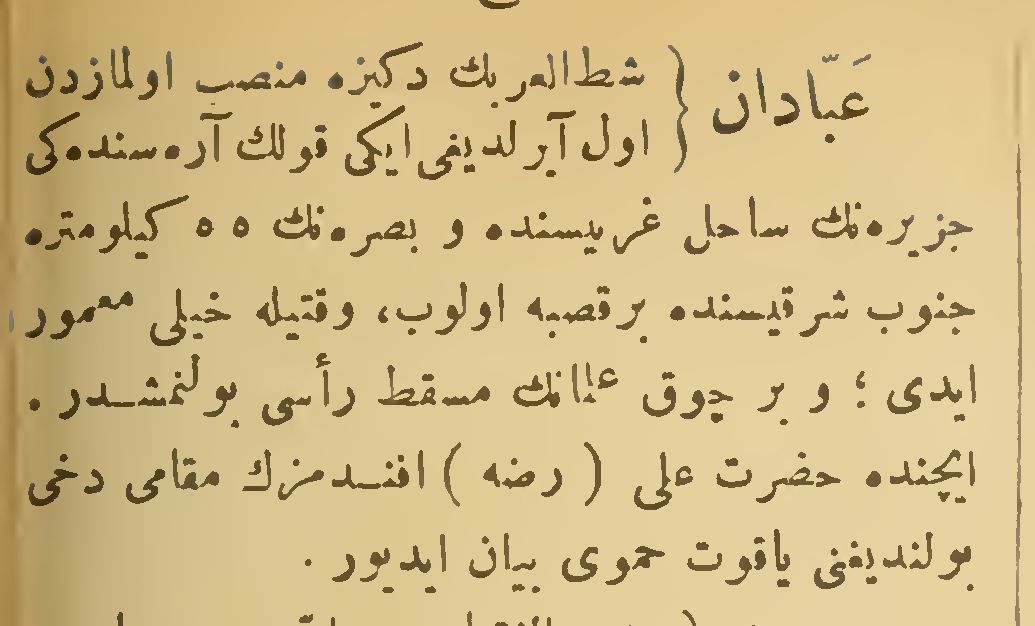 عَبّادان { شط العربك دكيزه منصب اولمازدن
اول آيرلديغى ايكى قولك آره‌سنده‌كى
جزيره‌نك ساحل غربيسنده و بصره‌نك ٥٥ كيلومتره
جنوب شرقيسنده بر قصبه اولوب، وقتيله خيلى معمور
ايدى ؛ و بر چوق علمانك مسقط رأسى بولنمشدر .
ايچنده حضرت على ( رضه ) افندمزك مقامى دخى
بولنديغنى ياقوت حموى بيان ايديور .